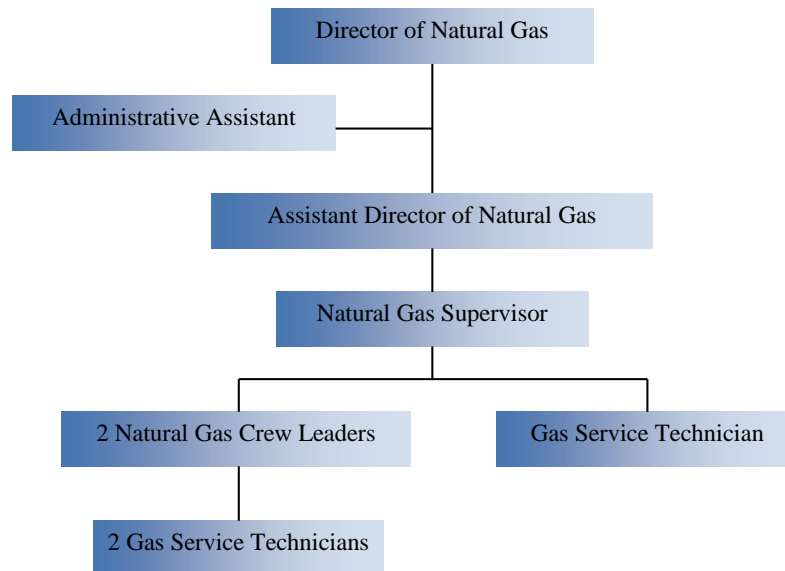 Director of Natural Gas
Administrative Assistant
Assistant Director of Natural Gas
Natural Gas Supervisor
2 Natural Gas Crew Leaders
Gas Service Technician
2 Gas Service Technicians